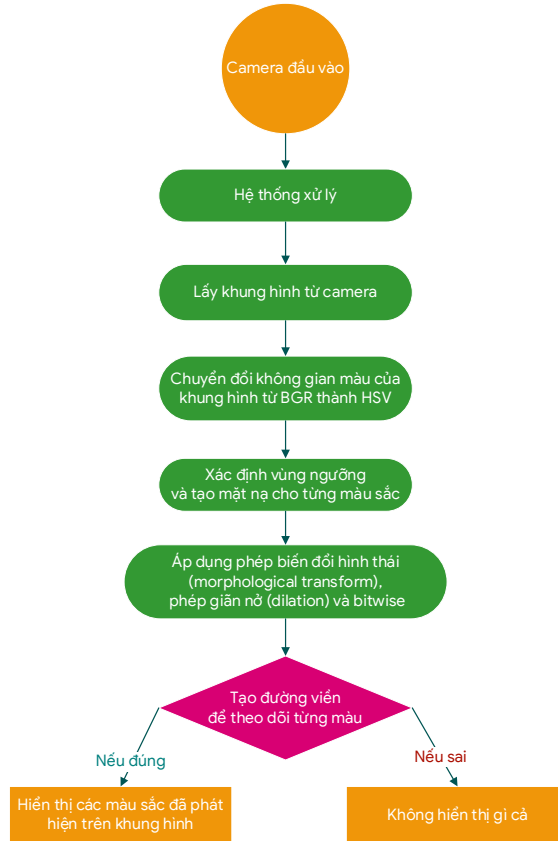 Camera đầu vào
Hệ thống xử lý
Lấy khung hình từ camera
Chuyển đổi không gian màu của
khung hình từ BGR thành HSV
Xác định vùng ngưỡng
và tạo mặt nạ cho từng màu sắc
Áp dụng phép biến đổi hình thái
(morphological transform),
phép giãn nở (dilation) và bitwise
Tạo đường viền
để theo dõi từng màu
Nếu đúng
Nếu sai
Hiển thị các màu sắc đã phát
hiện trên khung hình
Không hiển thị gì cả